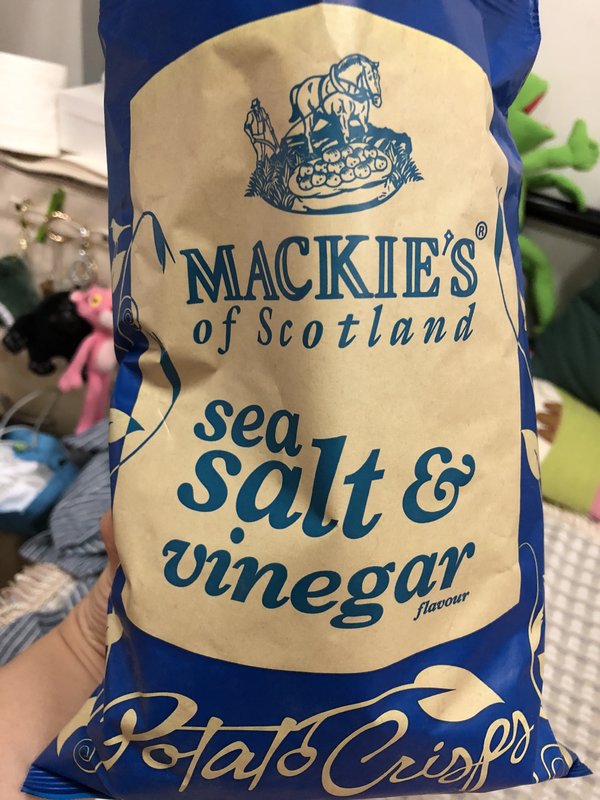 MACKIE'S®
of Scotland
sea
salt &
vinegar
flavour
Potato Crisps